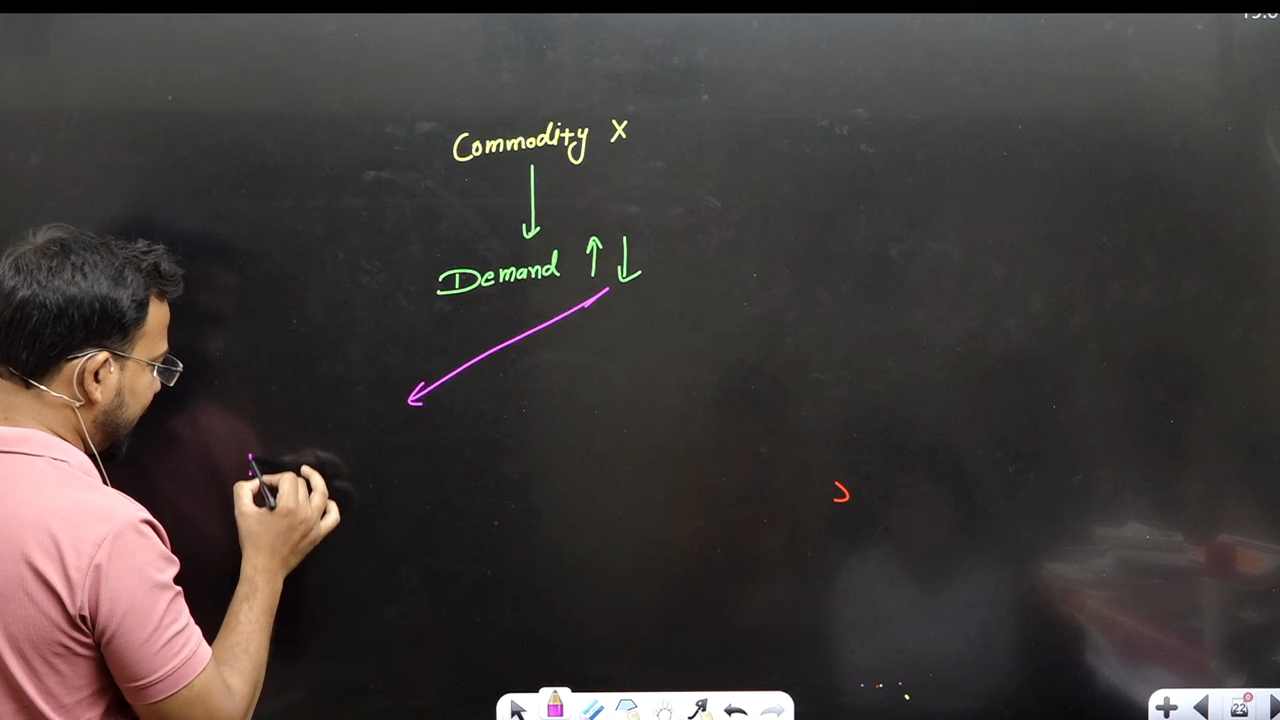 Commodity X
Demand ↑ ↓